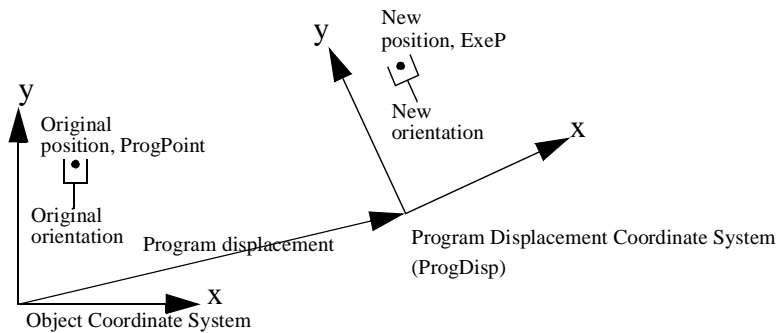 New
position, ExeP
y
New
orientation
x
y
Original
position, ProgPoint
Original
orientation
Program displacement
Program Displacement Coordinate System
(ProgDisp)
x
Object Coordinate System